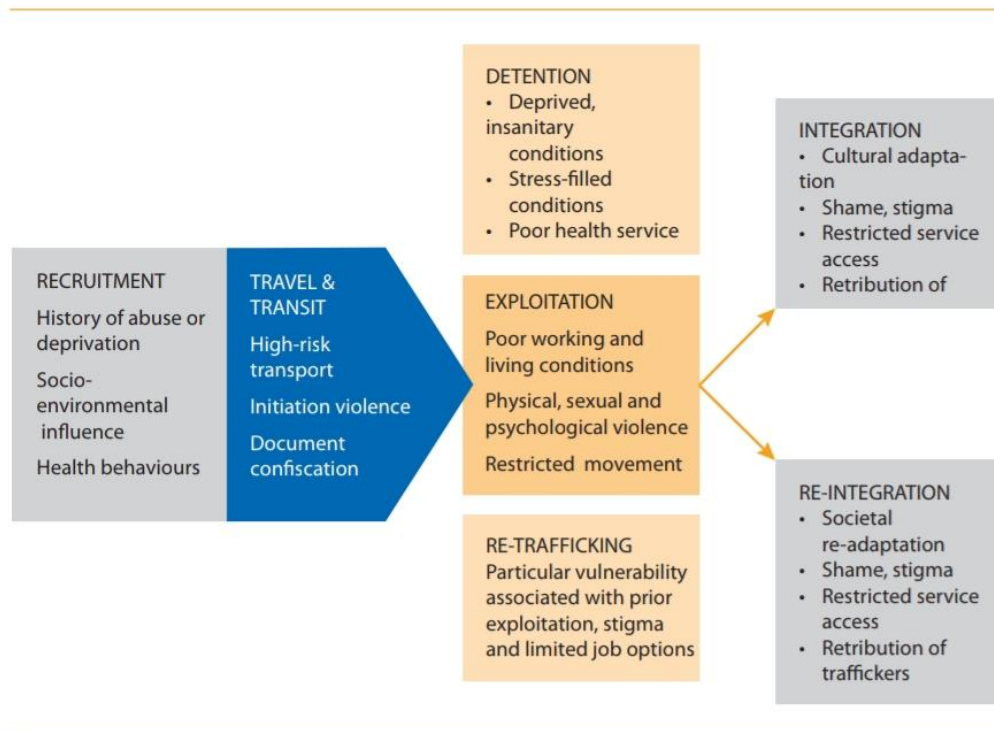 RECRUITMENT
History of abuse or
deprivation
Socio-
environmental
influence
Health behaviours
TRAVEL &
TRANSIT
High-risk
transport
Initiation violence
Document
confiscation
DETENTION
• Deprived,
insanitary
conditions
• Stress-filled
conditions
• Poor health service
EXPLOITATION
Poor working and
living conditions
Physical, sexual and
psychological violence
Restricted movement
RE-TRAFFICKING
Particular vulnerability
associated with prior
exploitation, stigma
and limited job options
INTEGRATION
• Cultural adapta-
tion
• Shame, stigma
• Restricted service
access
• Retribution of
RE-INTEGRATION
• Societal
re-adaptation
• Shame, stigma
• Restricted service
access
• Retribution of
traffickers